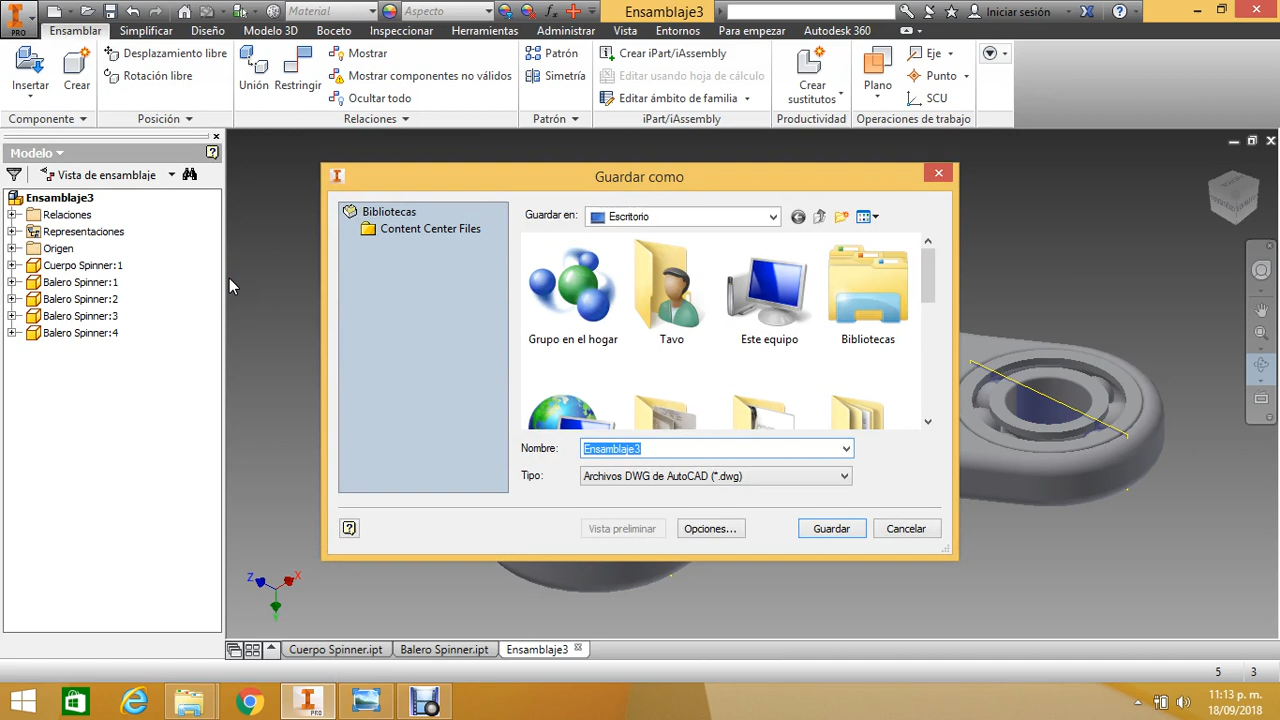 PRO
Material
Aspecto
Ensamblaje3
Iniciar sesión
Ensamblar Simplificar Diseño Modelo 3D Boceto Inspeccionar Herramientas Administrar Vista Entornos Para empezar Autodesk 360
Desplazamiento libre
Rotación libre
Insertar
Crear
Unión
Restringir
Mostrar
Mostrar componentes no válidos
Ocultar todo
Patrón
Simetría
Crear iPart/iAssembly
Editar usando hoja de cálculo
Editar ámbito de familia
Crear
sustitutos
Plano
Eje
Punto
SCU
Componente Posición Relaciones Patrón iPart/iAssembly Productividad Operaciones de trabajo
Modelo
Vista de ensamblaje
Ensamblaje3
Relaciones
Representaciones
Origen
Cuerpo Spinner:1
Balero Spinner:1
Balero Spinner:2
Balero Spinner:3
Balero Spinner:4
Guardar como
Bibliotecas
Content Center Files
Guardar en: Escritorio
Grupo en el hogar
Tavo
Este equipo
Bibliotecas
Nombre: Ensamblaje3
Tipo: Archivos DWG de AutoCAD (*.dwg)
Vista preliminar
Opciones...
Guardar
Cancelar
Z
X
Cuerpo Spinner.ipt Balero Spinner.ipt Ensamblaje3
5 3
PRO
11:13 p. m.
18/09/2018